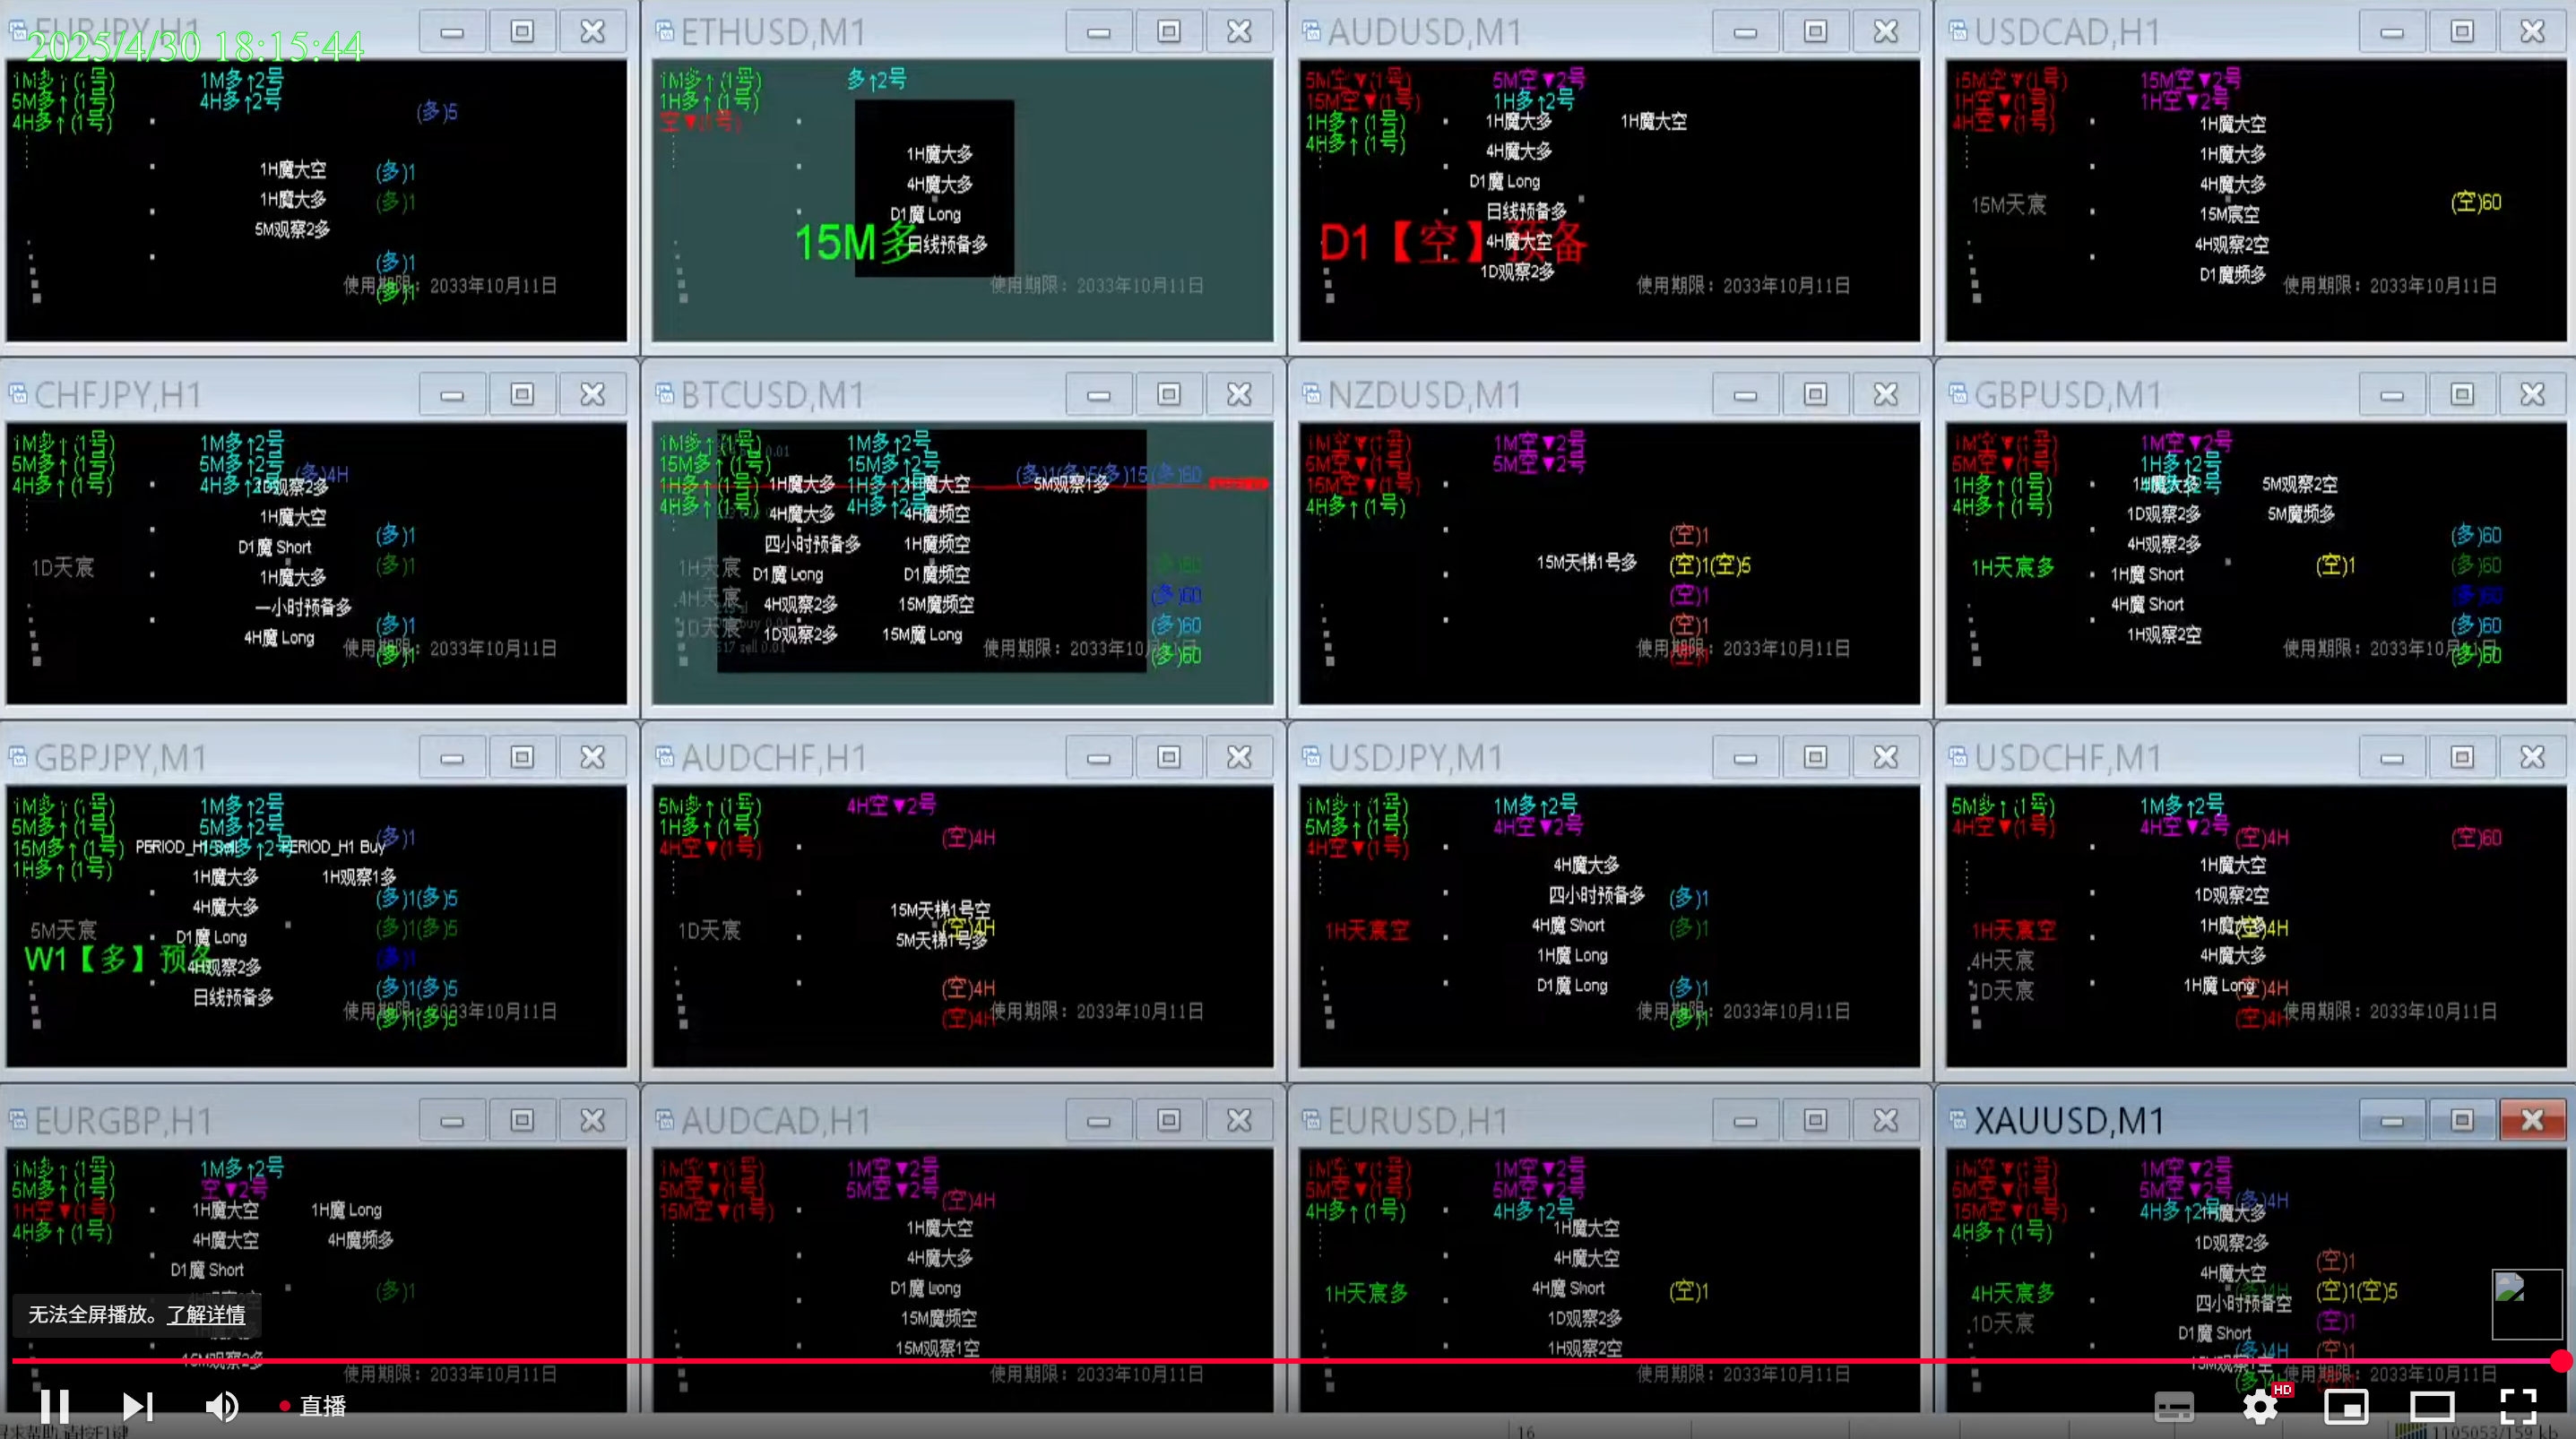 EURJPY,H1
2025/4/30 18:15:44
1M多↑(1号) 1M多↑2号
5M多↑(1号) 4H多↑2号
(多)5
4H多↑(1号)
1H魔大空 (多)1
1H魔大多 (多)1
5M观察2多
(多)1
使用期限：2033年10月11日
(多)1
ETHUSD,M1
1M多↑(1号) 多↑2号
1H多↑(1号)
空▼(1号)
1H魔大多
4H魔大多
D1魔 Long
15M多
日线预备多
使用期限：2033年10月11日
AUDUSD,M1
5M空▼(1号) 5M空▼2号
15M空▼(1号) 1H多↑2号
1H多↑(1号) 1H魔大多 1H魔大空
4H多↑(1号) 4H魔大多
D1魔 Long
日线预备多
D1【空】预备
4H魔大空
1D观察2多
使用期限：2033年10月11日
USDCAD,H1
15M空▼(1号) 15M空▼2号
1H空▼(1号) 1H空▼2号
4H空▼(1号) 1H魔大空
1H魔大多
4H魔大多
15M天宸 (空)60
15M宸空
4H观察2空
D1魔频多
使用期限：2033年10月11日
CHFJPY,H1
1M多↑(1号) 1M多↑2号
5M多↑(1号) 5M多↑2号 (多)4H
4H多↑(1号) 4H多↑2号 1D观察2多
1H魔大空 (多)1
D1魔 Short
1D天宸 1H魔大多 (多)1
一小时预备多
4H魔 Long (多)1
使用期限：2033年10月11日
(多)1
BTCUSD,M1
1M多↑(1号) 1M多↑2号
15M多↑(1号) 15M多↑2号 (多)1(多)5(多)15(多)60
1H多↑(1号) 1H魔大多 1H多↑2号 1H魔大空 5M观察1多
4H多↑(1号) 4H魔大多 4H多↑2号 4H魔频空
四小时预备多 1H魔频空
1H天宸 D1魔 Long D1魔频空 (多)60
4H天宸 4H观察2多 15M魔频空 (多)60
1D天宸 1D观察2多 15M魔 Long (多)60
使用期限：2033年10月11日
(多)60
NZDUSD,M1
1M空▼(1号) 1M空▼2号
5M空▼(1号) 5M空▼2号
15M空▼(1号)
4H多↑(1号)
(空)1
15M天梯1号多 (空)1(空)5
(空)1
(空)1
使用期限：2033年10月11日
(空)1
GBPUSD,M1
1M空▼(1号) 1M空▼2号
5M空▼(1号) 1H多↑2号
1H多↑(1号) 1H魔大多 4H多↑2号 5M观察2空
4H多↑(1号) 1D观察2多 5M魔频多
4H观察2多 (多)60
1H天宸多 1H魔 Short (空)1 (多)60
4H魔 Short (多)60
1H观察2空 (多)60
使用期限：2033年10月11日
(多)60
GBPJPY,M1
1M多↑(1号) 1M多↑2号
5M多↑(1号) 5M多↑2号 (多)1
15M多↑(1号) 15M多↑2号 PERIOD_H1 Buy
1H多↑(1号) 1H魔大多 1H观察1多
4H魔大多 (多)1(多)5
5M天宸 D1魔 Long (多)1(多)5
W1【多】预备 4H观察2多 (多)1
日线预备多 (多)1(多)5
使用期限：2033年10月11日
(多)1(多)5
AUDCHF,H1
5M多↑(1号) 4H空▼2号
1H多↑(1号) (空)4H
4H空▼(1号)
15M天梯1号空
1D天宸 (空)4H
5M天梯1号多
(空)4H
使用期限：2033年10月11日
(空)4H
USDJPY,M1
1M多↑(1号) 1M多↑2号
5M多↑(1号) 4H空▼2号
4H空▼(1号) 4H魔大多
四小时预备多 (多)1
1H天宸空 4H魔 Short (多)1
1H魔 Long
D1魔 Long (多)1
使用期限：2033年10月11日
(多)1
USDCHF,M1
5M多↑(1号) 1M多↑2号
4H空▼(1号) 4H空▼2号 (空)4H (空)60
1H魔大空
1D观察2空
1H天宸空 1H魔大多 (空)4H
4H天宸 4H魔大多
1D天宸 1H魔 Long (空)4H
使用期限：2033年10月11日
(空)4H
EURGBP,H1
1M多↑(1号) 1M多↑2号
5M多↑(1号) 空▼2号
1H空▼(1号) 1H魔大空 1H魔 Long
4H多↑(1号) 4H魔大空 4H魔频多
D1魔 Short
(多)1
无法全屏播放。了解详情
15M观察2多
使用期限：2033年10月11日
AUDCAD,H1
1M空▼(1号) 1M空▼2号
5M空▼(1号) 5M空▼2号 (空)4H
15M空▼(1号) 1H魔大空
4H魔大多
D1魔 Long
15M魔频空
15M观察1空
使用期限：2033年10月11日
EURUSD,H1
1M空▼(1号) 1M空▼2号
5M空▼(1号) 5M空▼2号
4H多↑(1号) 4H多↑2号
1H魔大空
4H魔大空
1H天宸多 4H魔 Short (空)1
1D观察2多
1H观察2空
使用期限：2033年10月11日
XAUUSD,M1
1M空▼(1号) 1M空▼2号
5M空▼(1号) 5M空▼2号 (多)4H
15M空▼(1号) 4H多↑2号 1H魔大多
4H多↑(1号) 1D观察2多
4H魔大空 (空)1
4H天宸多 (多)4H (空)1(空)5
四小时预备空
1D天宸 D1魔 Short (空)1
(多)4H (空)1
15M观察1空
使用期限：2033年10月11日
直播
HD
16
1105053/159 kb